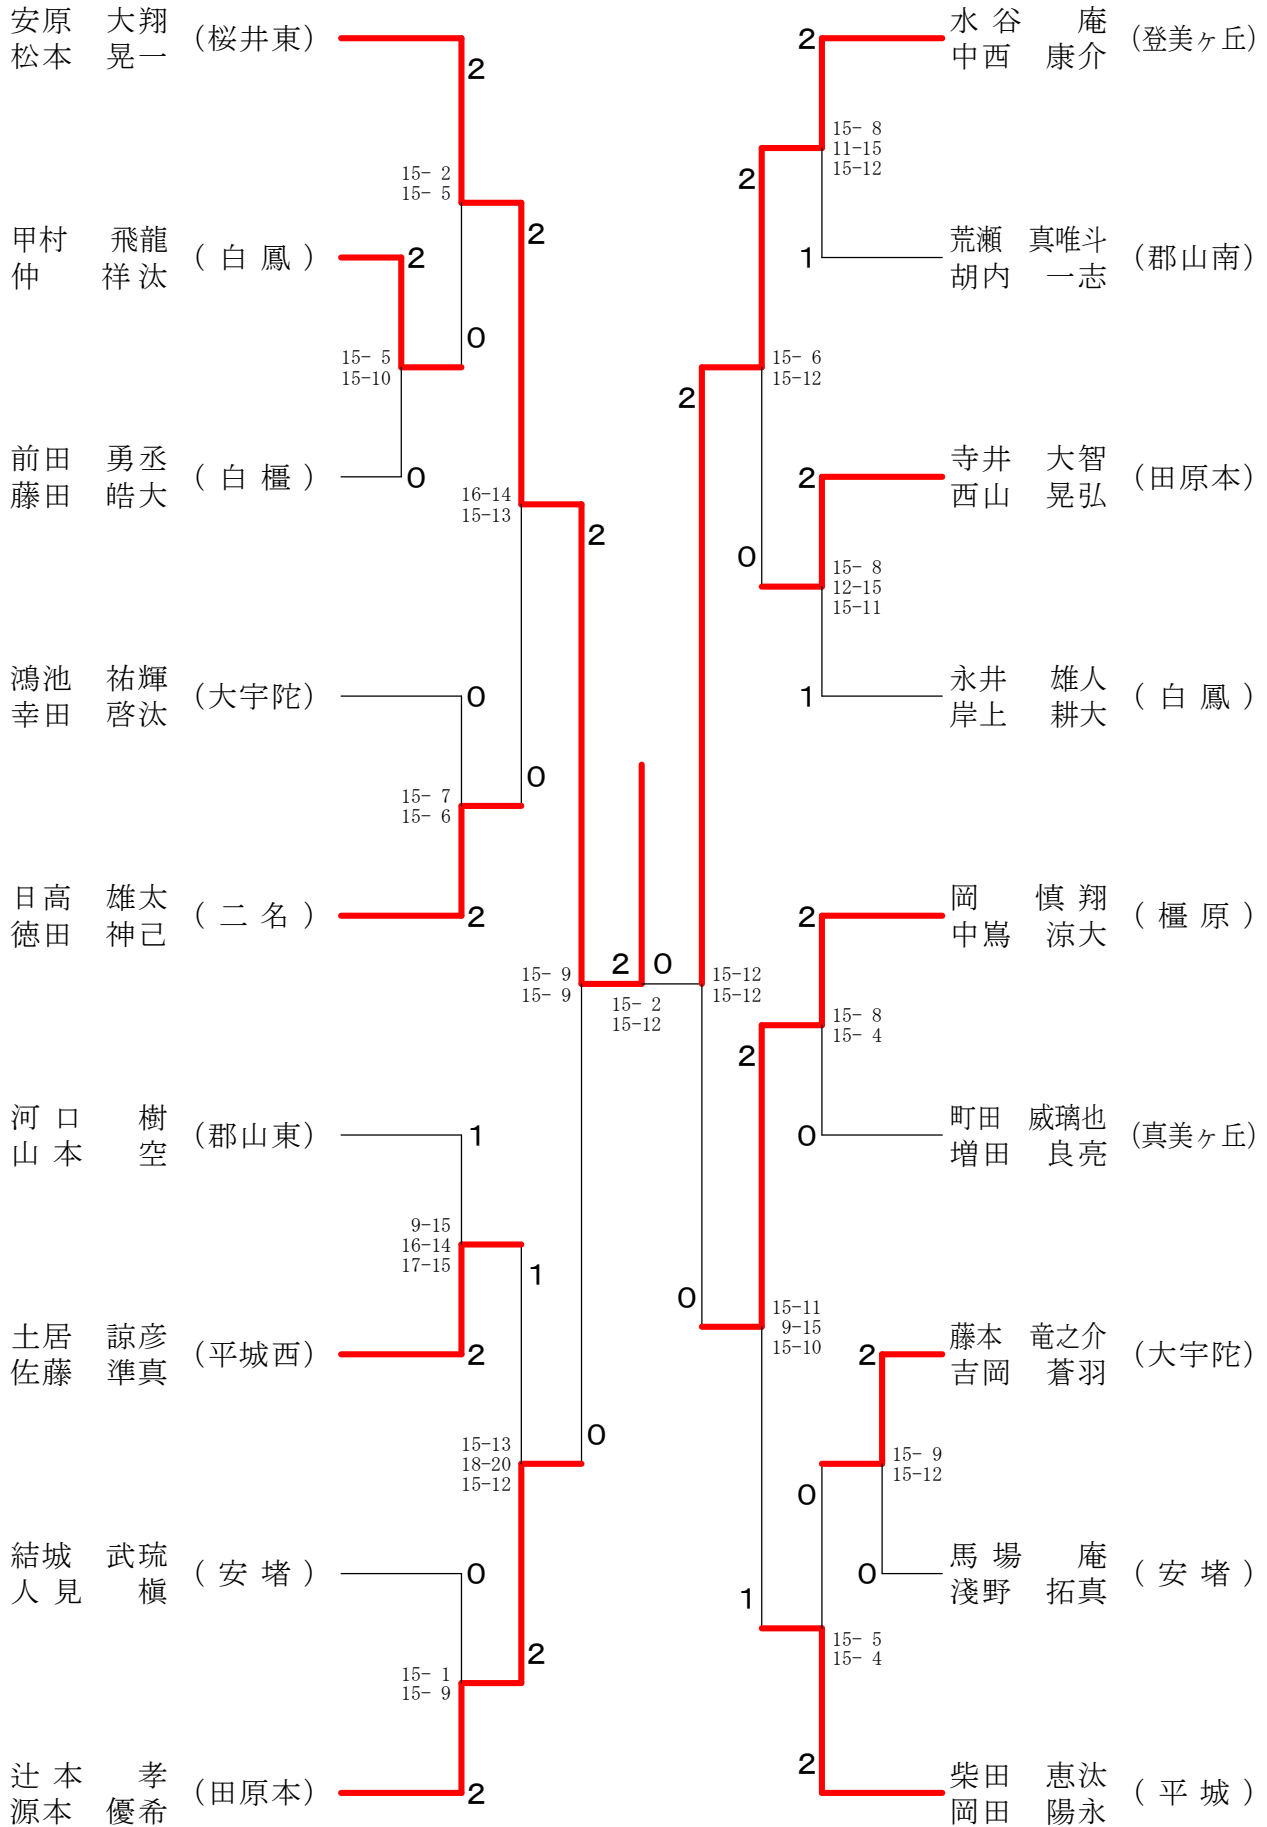 安原 大翔
松本 晃一
(桜井東)
2
15- 2
15- 5
2
甲村 飛龍
仲 祥汰
(白鳳)
2
0
15- 5
15-10
前田 勇丞
藤田 皓大
(白橿)
0
16-14
15-13
2
鴻池 祐輝
幸田 啓汰
(大宇陀)
0
0
15- 7
15- 6
日高 雄太
徳田 神己
(二名)
2
15- 9
15- 9
河口 樹
山本 空
(郡山東)
1
9-15
16-14
17-15
1
土居 諒彦
佐藤 準真
(平城西)
2
0
15-13
18-20
15-12
結城 武琉
人見 槇
(安堵)
0
2
15- 1
15- 9
辻本 孝
源本 優希
(田原本)
2
2
0
15- 2
15-12
水谷 庵
中西 康介
(登美ヶ丘)
2
15- 8
11-15
15-12
2
荒瀬 真唯斗
胡内 一志
(郡山南)
1
15- 6
15-12
2
寺井 大智
西山 晃弘
(田原本)
2
0
15- 8
12-15
15-11
永井 雄人
岸上 耕大
(白鳳)
1
岡 慎翔
中嶌 涼大
(橿原)
2
15-12
15-12
15- 8
15- 4
2
町田 威璃也
増田 良亮
(真美ヶ丘)
0
0
15-11
9-15
15-10
藤本 竜之介
吉岡 蒼羽
(大宇陀)
2
15- 9
15-12
0
馬場 庵
淺野 拓真
(安堵)
0
1
15- 5
15- 4
柴田 恵汰
岡田 陽永
(平城)
2